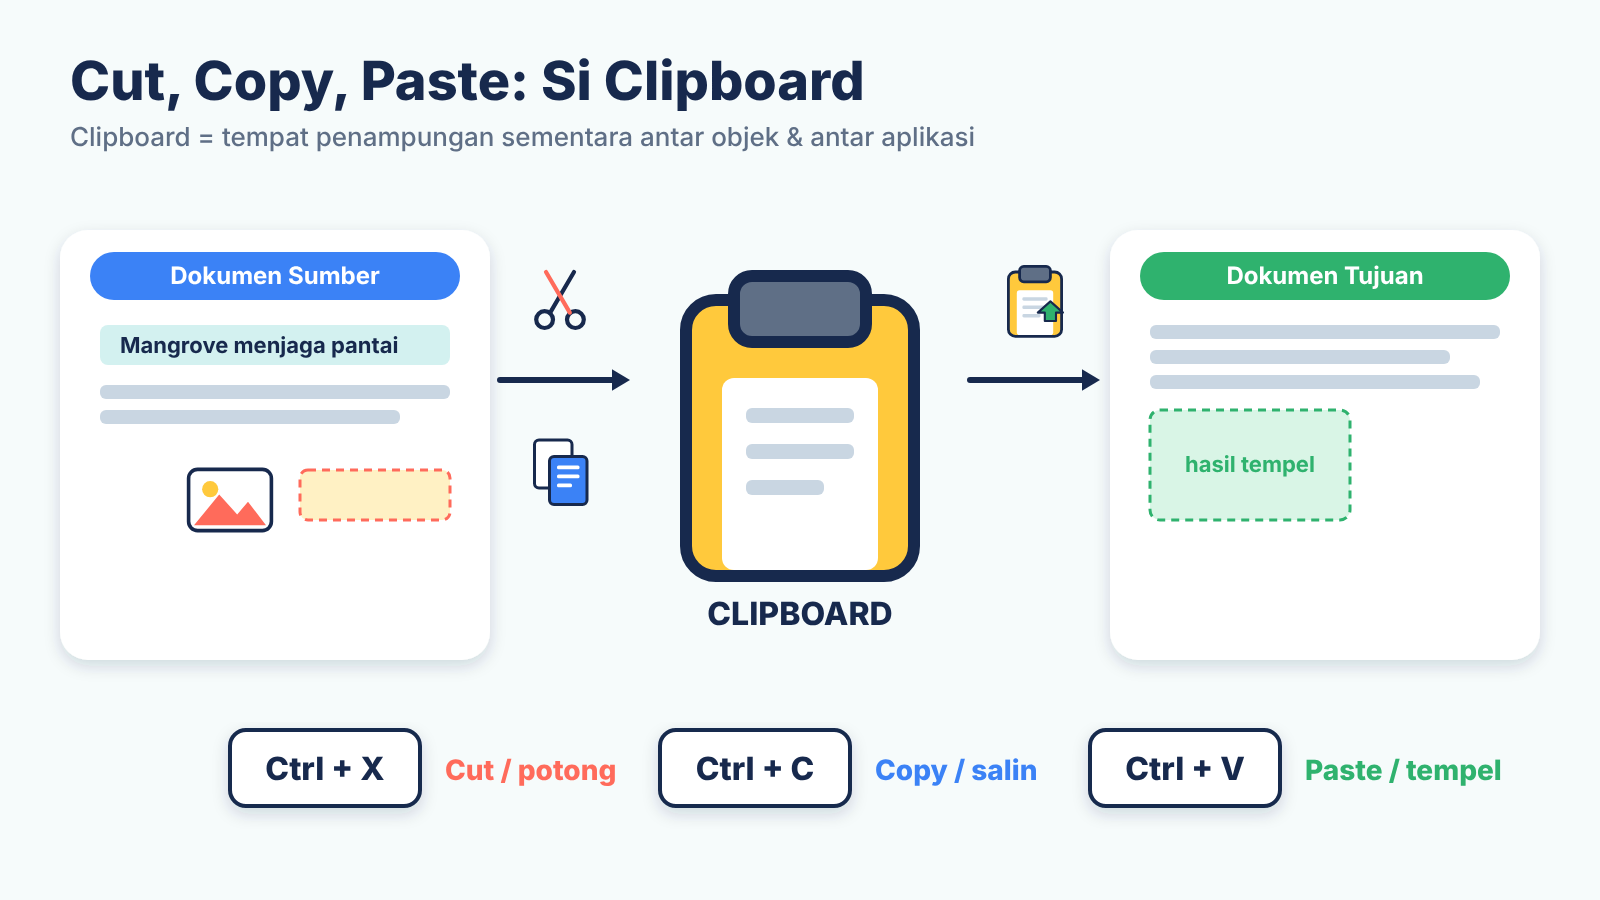 Cut, Copy, Paste: Si Clipboard
Clipboard = tempat penampungan sementara antar objek & antar aplikasi
Dokumen Sumber
Mangrove menjaga pantai
CLIPBOARD
Dokumen Tujuan
hasil tempel
Ctrl + X
Cut / potong
Ctrl + C
Copy / salin
Ctrl + V
Paste / tempel